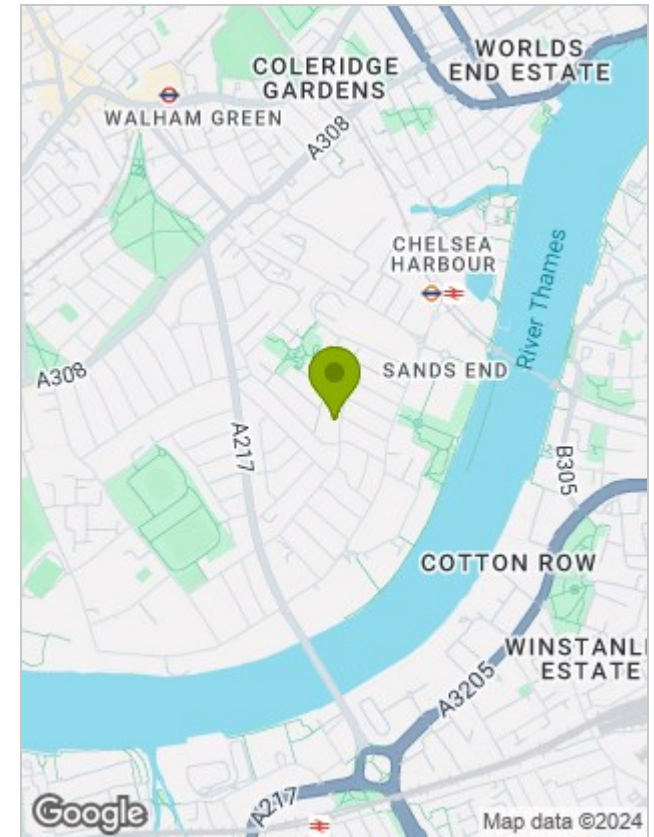 WORLDS
END ESTATE
COLERIDGE
GARDENS
WALHAM GREEN
A308
CHELSEA
HARBOUR
River Thames
SANDS END
A308
A217
B305
COTTON ROW
WINSTANL
ESTATE
A3205
A217
Google
Map data ©2024